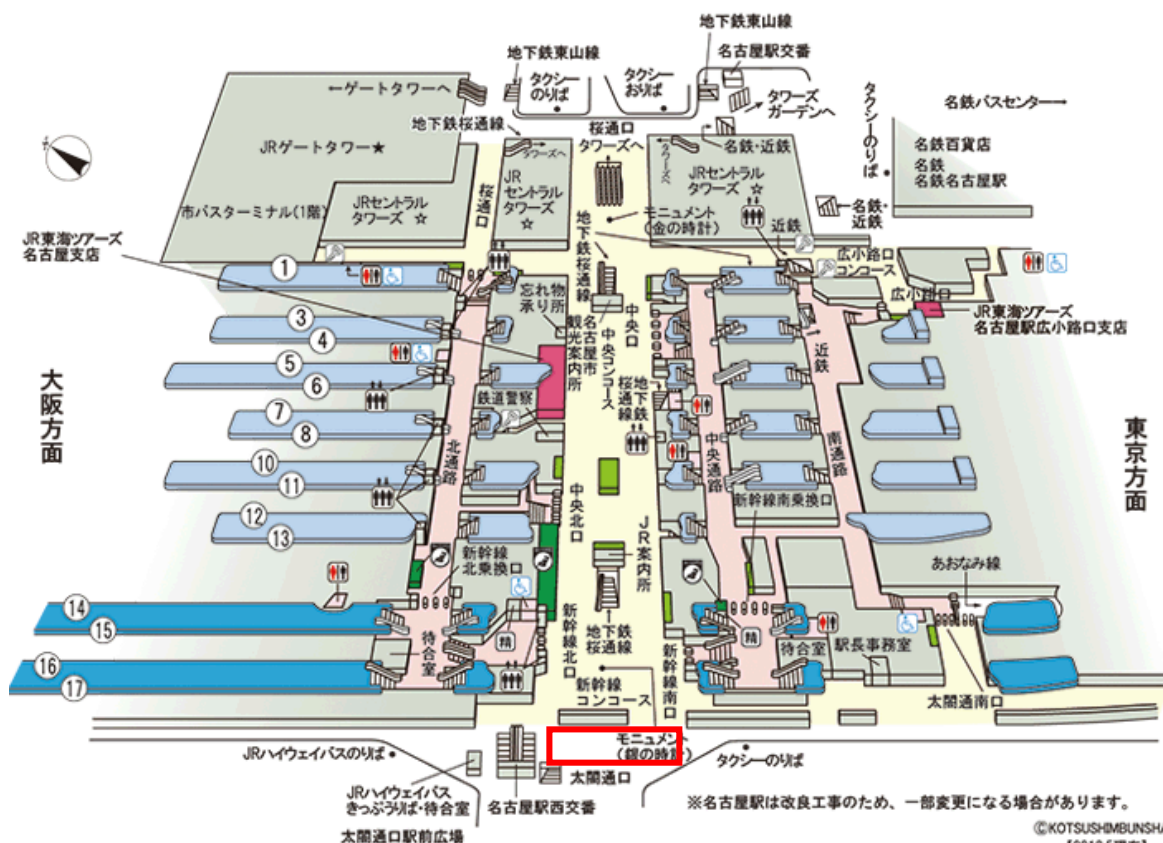 地下鉄東山線
地下鉄東山線
名古屋駅交番
タクシー
のりば
タクシー
おりば
←ゲートタワーへ
タワーズ
ガーデンへ
名鉄バスセンター→
タクシーのりば
地下鉄桜通線
桜通口
タワーズへ
名鉄・近鉄
名鉄百貨店
名鉄
名鉄名古屋駅
JRゲートタワー★
タワーズへ
タワーズへ
JR
セントラル
タワーズ
☆
JRセントラル
タワーズ ☆
桜通口
JRセントラル
タワーズ ☆
市バスターミナル(1階)
モニュメント
(金の時計)
名鉄・
近鉄
近鉄
JR東海ツアーズ
名古屋支店
地下鉄桜通線
広小路口
コンコース
広小路口
①
忘れ物
承り所
JR東海ツアーズ
名古屋駅広小路口支店
③
④
名古屋市
観光案内所
中央コンコース
中央口
近鉄
⑤
⑥
大阪方面
鉄道警察
地下鉄
桜通線
東京方面
⑦
⑧
北通路
中央通路
南通路
⑩
⑪
中央北口
新幹線南乗換口
⑫
⑬
JR案内所
新幹線
北乗換口
あおなみ線
⑭
⑮
精
精
待合室
新幹線北口
地下鉄
桜通線
新幹線南口
待合室
駅長事務室
⑯
⑰
新幹線
コンコース
太閤通南口
JRハイウェイバスのりば
モニュメントへ
(銀の時計)
タクシーのりば
太閤通口
JRハイウェイバス
きっぷうりば・待合室
名古屋駅西交番
※名古屋駅は改良工事のため、一部変更になる場合があります。
太閤通口駅前広場
©KOTSUSHIMBUNSHA